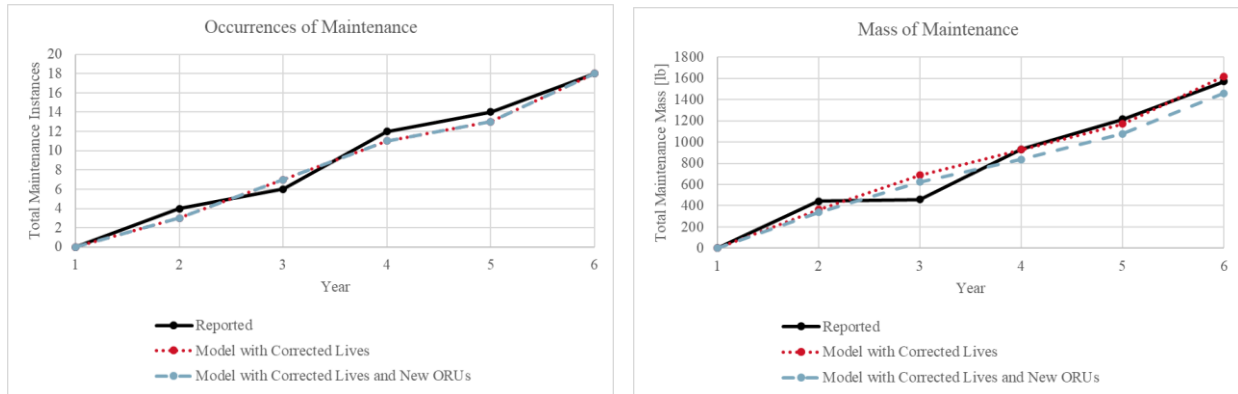 Occurrences of Maintenance
Total Maintenance Instances
20
18
16
14
12
10
8
6
4
2
0
1 2 3 4 5 6
Year
Reported
Model with Corrected Lives
Model with Corrected Lives and New ORUs
Mass of Maintenance
Total Maintenance Mass [lb]
1800
1600
1400
1200
1000
800
600
400
200
0
1 2 3 4 5 6
Year
Reported
Model with Corrected Lives
Model with Corrected Lives and New ORUs